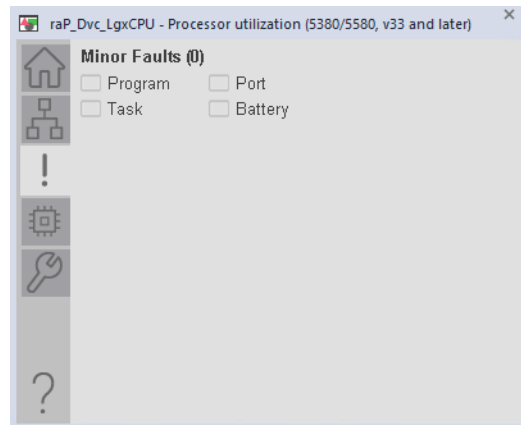 raP_Dvc_LgxCPU - Processor utilization (5380/5580, v33 and later)
Minor Faults (0)
Program Port
Task Battery
?